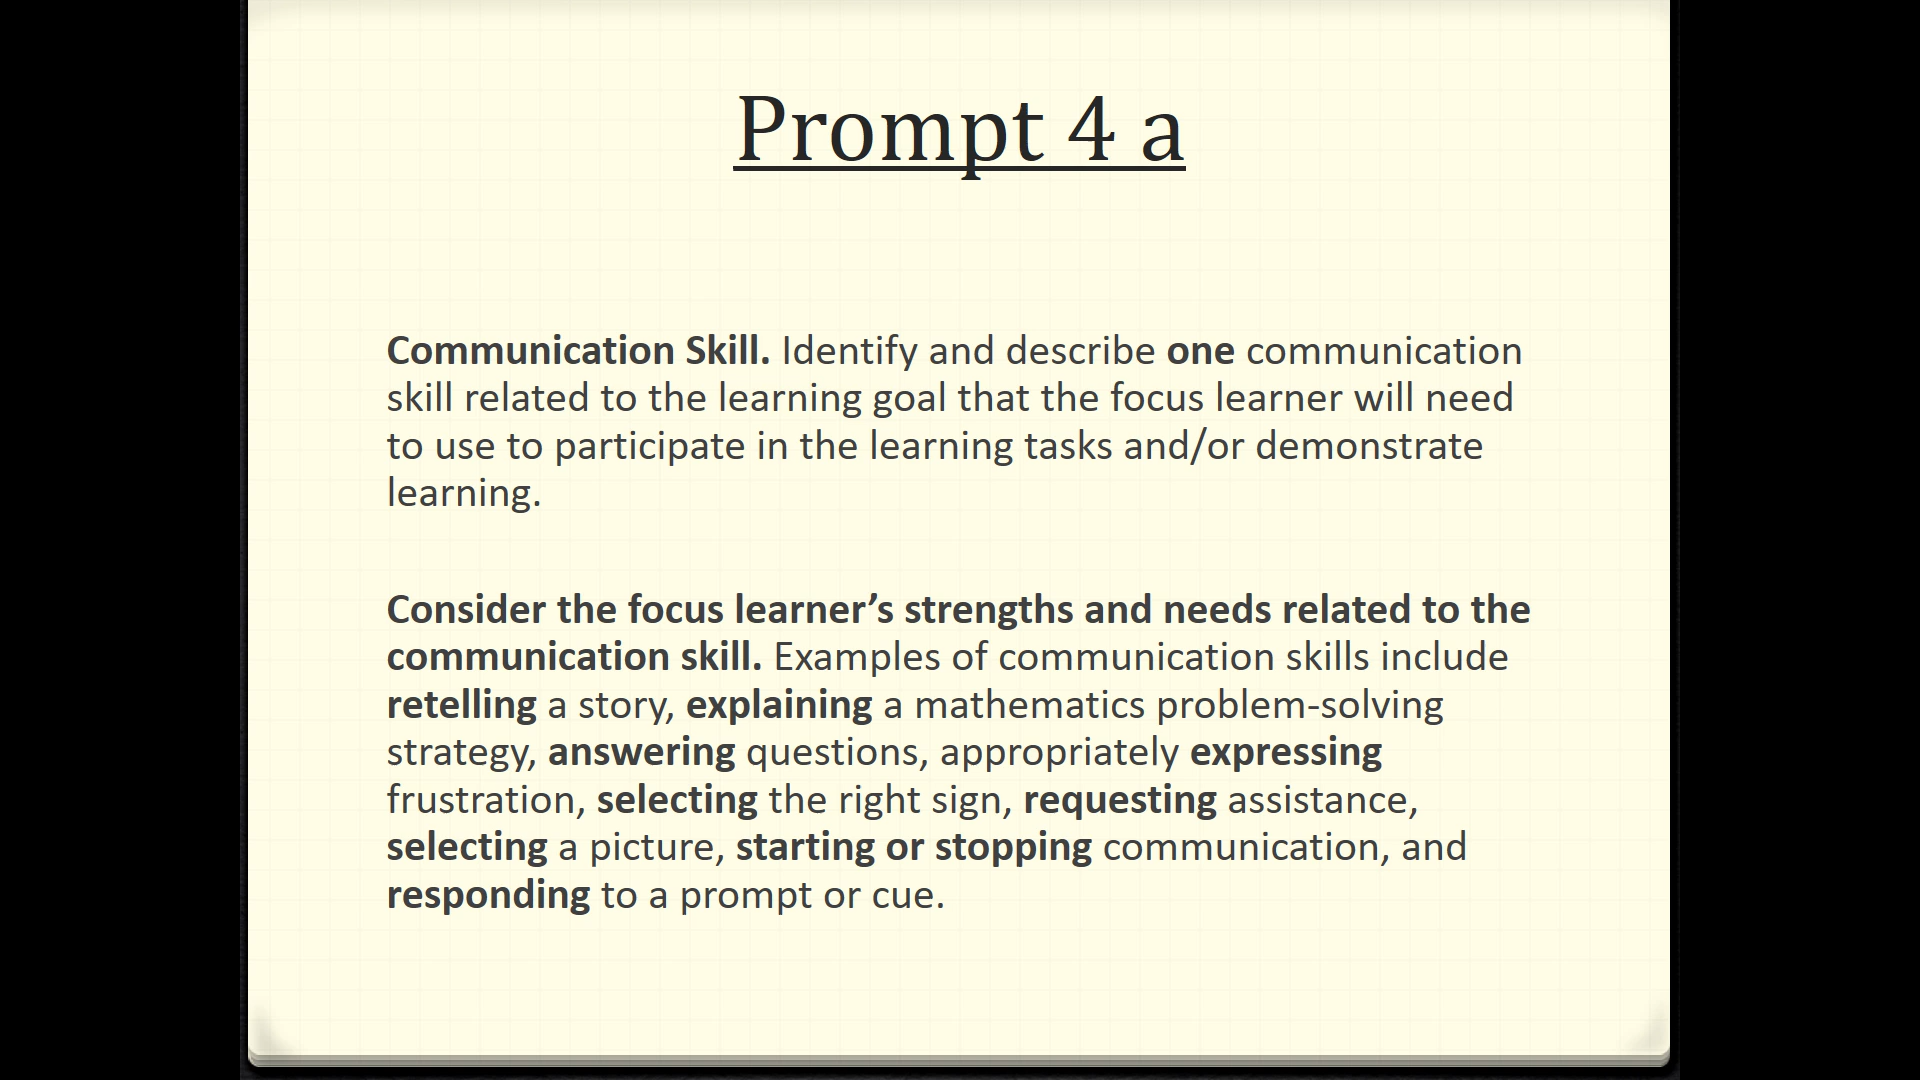 Prompt 4 a
Communication Skill. Identify and describe one communication
skill related to the learning goal that the focus learner will need
to use to participate in the learning tasks and/or demonstrate
learning.
Consider the focus learner’s strengths and needs related to the
communication skill. Examples of communication skills include
retelling a story, explaining a mathematics problem-solving
strategy, answering questions, appropriately expressing
frustration, selecting the right sign, requesting assistance,
selecting a picture, starting or stopping communication, and
responding to a prompt or cue.